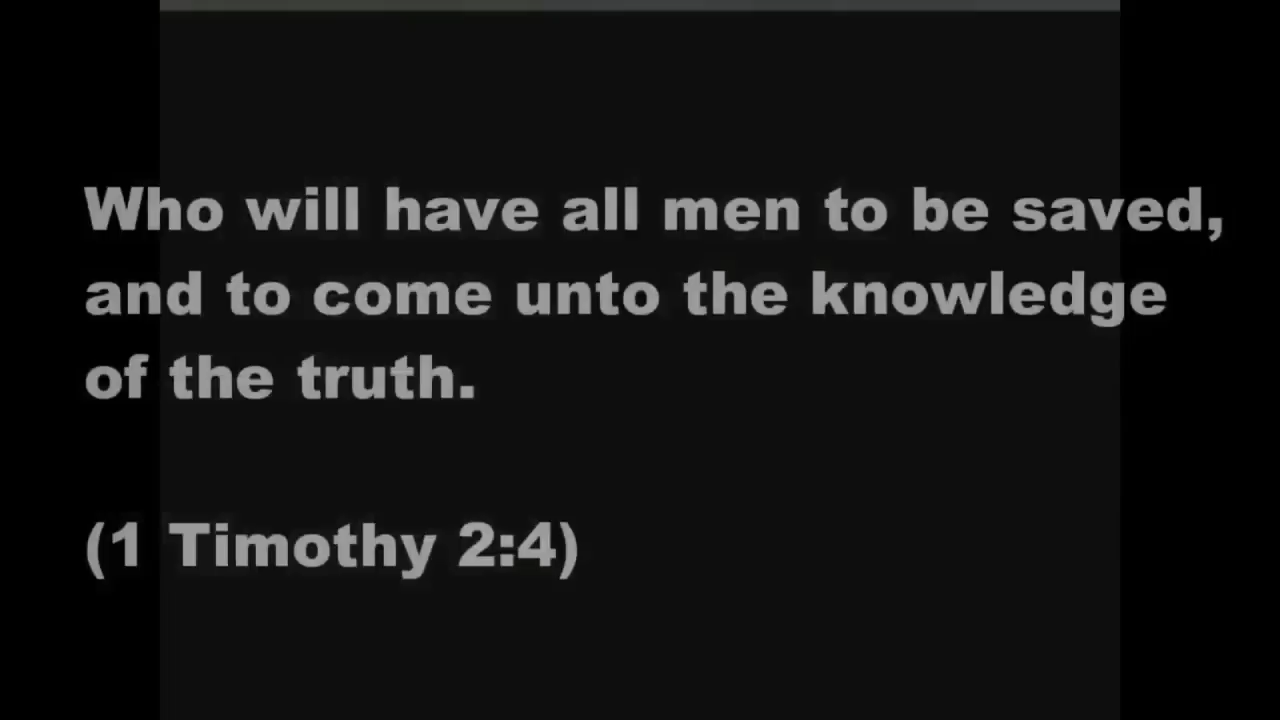 Who will have all men to be saved,
and to come unto the knowledge
of the truth.
(1 Timothy 2:4)